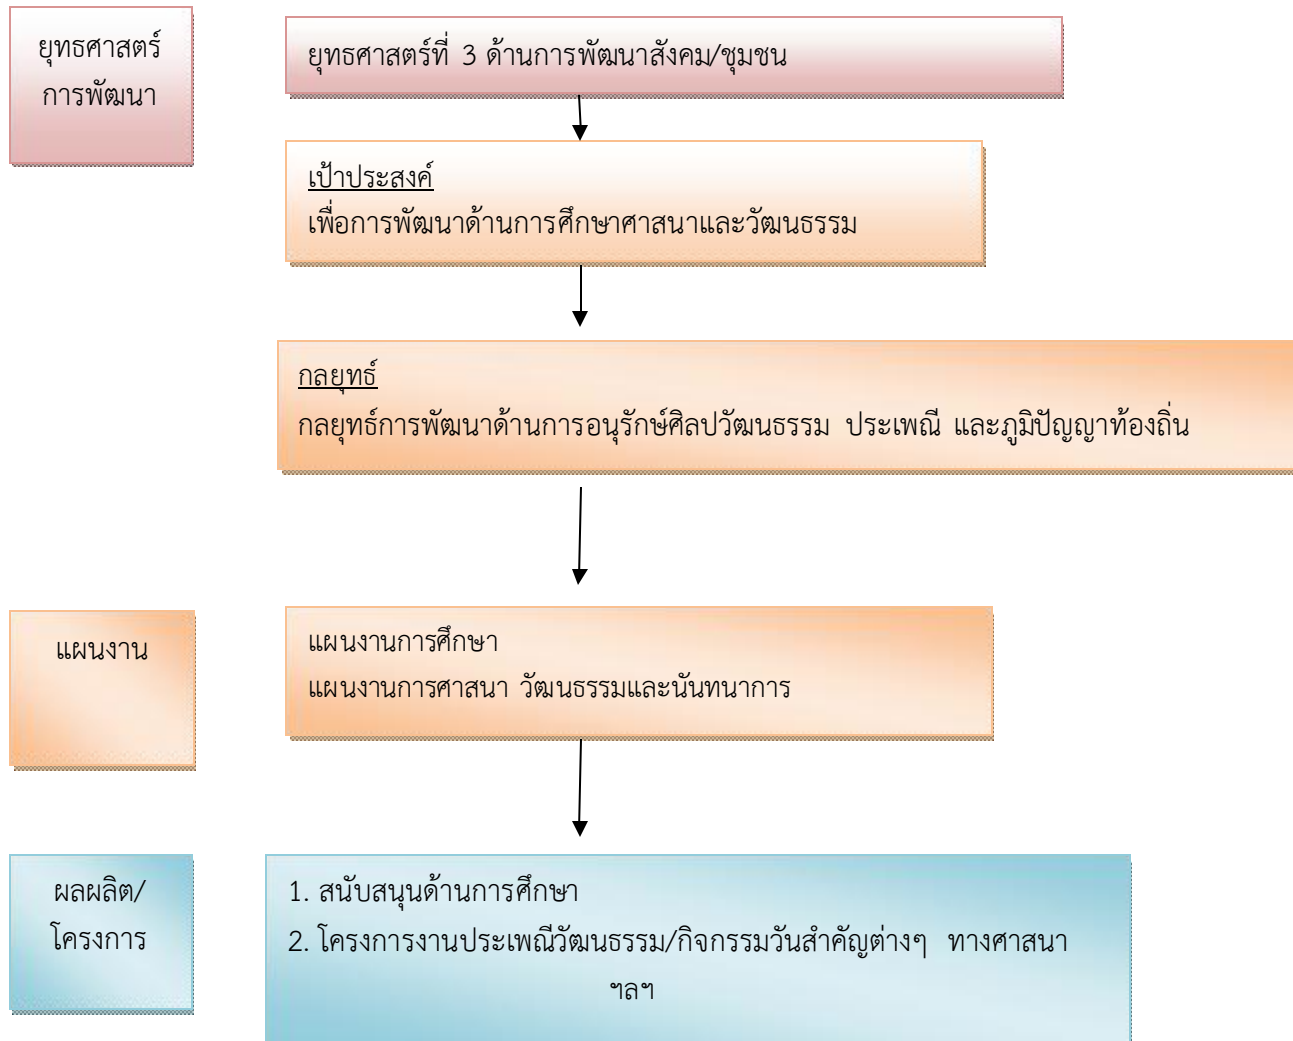 ยุทธศาสตร์
การพัฒนา
ยุทธศาสตร์ที่ 3 ด้านการพัฒนาสังคม/ชุมชน
เป้าประสงค์
เพื่อการพัฒนาด้านการศึกษาศาสนาและวัฒนธรรม
กลยุทธ์
กลยุทธ์การพัฒนาด้านการอนุรักษ์ศิลปวัฒนธรรม ประเพณี และภูมิปัญญาท้องถิ่น
แผนงาน
แผนงานการศึกษา
แผนงานการศาสนา วัฒนธรรมและนันทนาการ
ผลผลิต/
โครงการ
1. สนับสนุนด้านการศึกษา
2. โครงการงานประเพณีวัฒนธรรม/กิจกรรมวันสำคัญต่างๆ ทางศาสนา
ฯลฯ